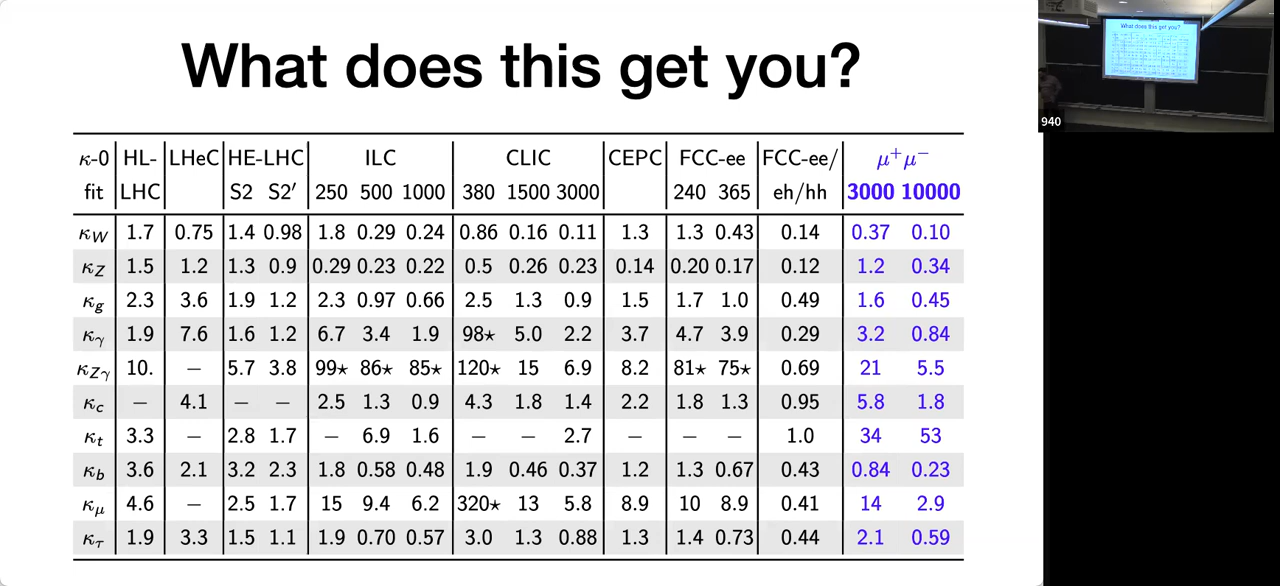 What does this get you?
κ-0 HL- LHeC HE-LHC ILC CLIC CEPC FCC-ee FCC-ee/ μ⁺μ⁻
fit LHC S2 S2′ 250 500 1000 380 1500 3000 240 365 eh/hh 3000 10000
κ_W 1.7 0.75 1.4 0.98 1.8 0.29 0.24 0.86 0.16 0.11 1.3 1.3 0.43 0.14 0.37 0.10
κ_Z 1.5 1.2 1.3 0.9 0.29 0.23 0.22 0.5 0.26 0.23 0.14 0.20 0.17 0.12 1.2 0.34
κ_g 2.3 3.6 1.9 1.2 2.3 0.97 0.66 2.5 1.3 0.9 1.5 1.7 1.0 0.49 1.6 0.45
κ_γ 1.9 7.6 1.6 1.2 6.7 3.4 1.9 98⋆ 5.0 2.2 3.7 4.7 3.9 0.29 3.2 0.84
κ_Zγ 10. – 5.7 3.8 99⋆ 86⋆ 85⋆ 120⋆ 15 6.9 8.2 81⋆ 75⋆ 0.69 21 5.5
κ_c – 4.1 – – 2.5 1.3 0.9 4.3 1.8 1.4 2.2 1.8 1.3 0.95 5.8 1.8
κ_t 3.3 – 2.8 1.7 – 6.9 1.6 – – 2.7 – – – 1.0 34 53
κ_b 3.6 2.1 3.2 2.3 1.8 0.58 0.48 1.9 0.46 0.37 1.2 1.3 0.67 0.43 0.84 0.23
κ_μ 4.6 – 2.5 1.7 15 9.4 6.2 320⋆ 13 5.8 8.9 10 8.9 0.41 14 2.9
κ_τ 1.9 3.3 1.5 1.1 1.9 0.70 0.57 3.0 1.3 0.88 1.3 1.4 0.73 0.44 2.1 0.59
What does this get you?
940